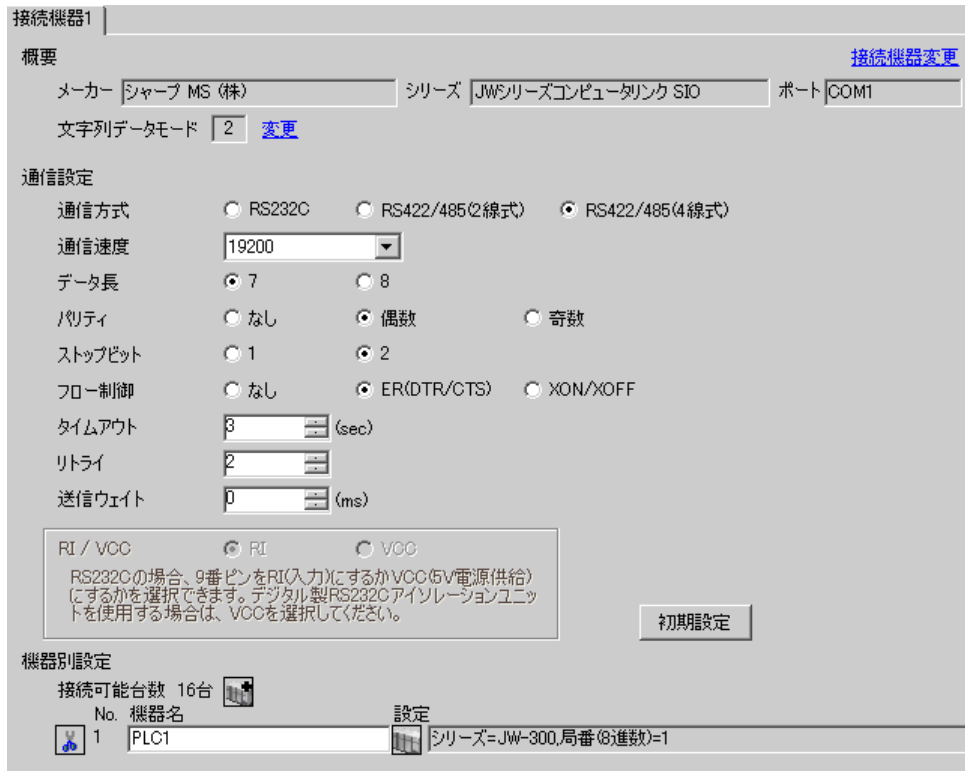 接続機器1
概要 接続機器変更
メーカー シャープ MS (株) シリーズ JWシリーズコンピュータリンク SIO ポート COM1
文字列データモード 2 変更
通信設定
通信方式 RS232C RS422/485(2線式) RS422/485(4線式)
通信速度 19200
データ長 7 8
パリティ なし 偶数 奇数
ストップビット 1 2
フロー制御 なし ER(DTR/CTS) XON/XOFF
タイムアウト 3 (sec)
リトライ 2
送信ウェイト 0 (ms)
RI / VCC RI VCC
RS232Cの場合、9番ピンをRI(入力)にするかVCC(5V電源供給)
にするかを選択できます。デジタル製RS232Cアイソレーションユニッ
トを使用する場合は、VCCを選択してください。
初期設定
機器別設定
接続可能台数 16台
No. 機器名 設定
1 PLC1 シリーズ=JW-300,局番(8進数)=1